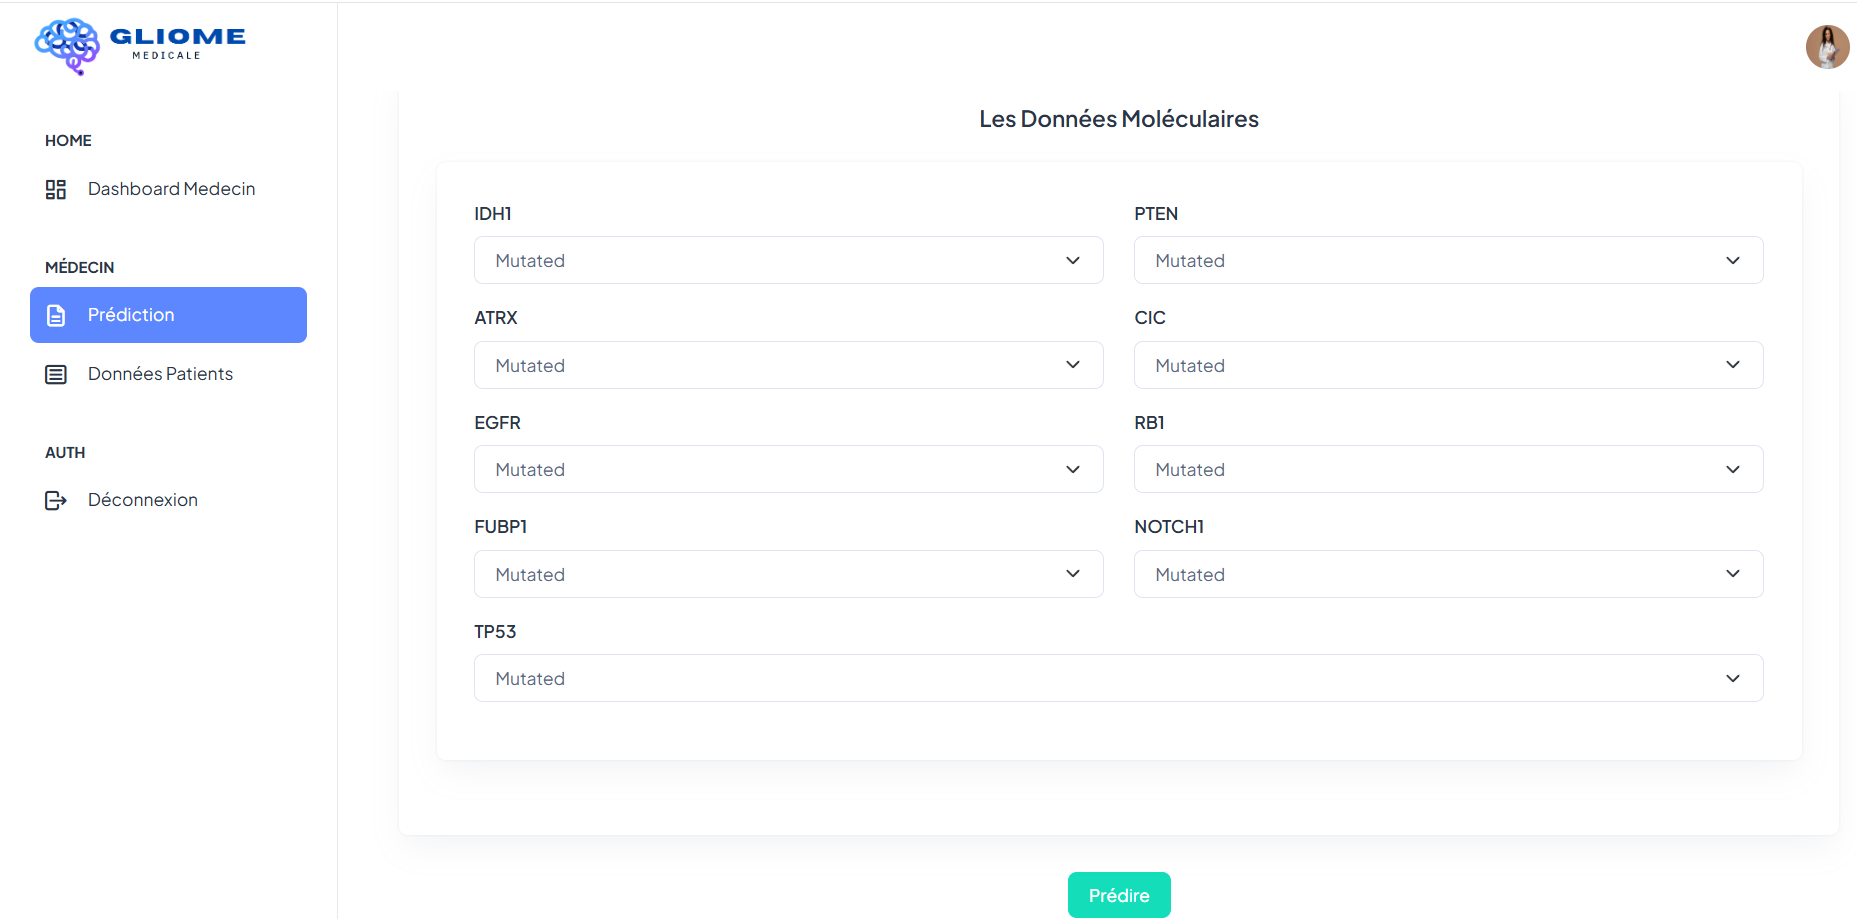 GLIOME
MEDICALE
HOME
Dashboard Medecin
MÉDECIN
Prédiction
Données Patients
AUTH
Déconnexion
Les Données Moléculaires
IDH1
Mutated
PTEN
Mutated
ATRX
Mutated
CIC
Mutated
EGFR
Mutated
RB1
Mutated
FUBP1
Mutated
NOTCH1
Mutated
TP53
Mutated
Prédire